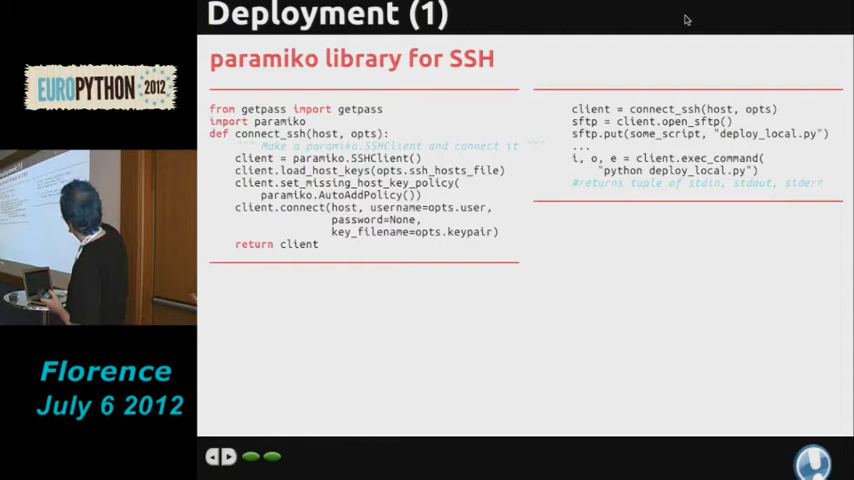 Deployment (1)
EUROPYTHON 2012
paramiko library for SSH
from getpass import getpass
import paramiko
def connect_ssh(host, opts):
""" Make a paramiko.SSHClient and connect it """
client = paramiko.SSHClient()
client.load_host_keys(opts.ssh_hosts_file)
client.set_missing_host_key_policy(
paramiko.AutoAddPolicy())
client.connect(host, username=opts.user,
password=None,
key_filename=opts.keypair)
return client
client = connect_ssh(host, opts)
sftp = client.open_sftp()
sftp.put(some_script, "deploy_local.py")
...
i, o, e = client.exec_command(
"python deploy_local.py")
#returns tuple of stdin, stdout, stderr
Florence
July 6 2012